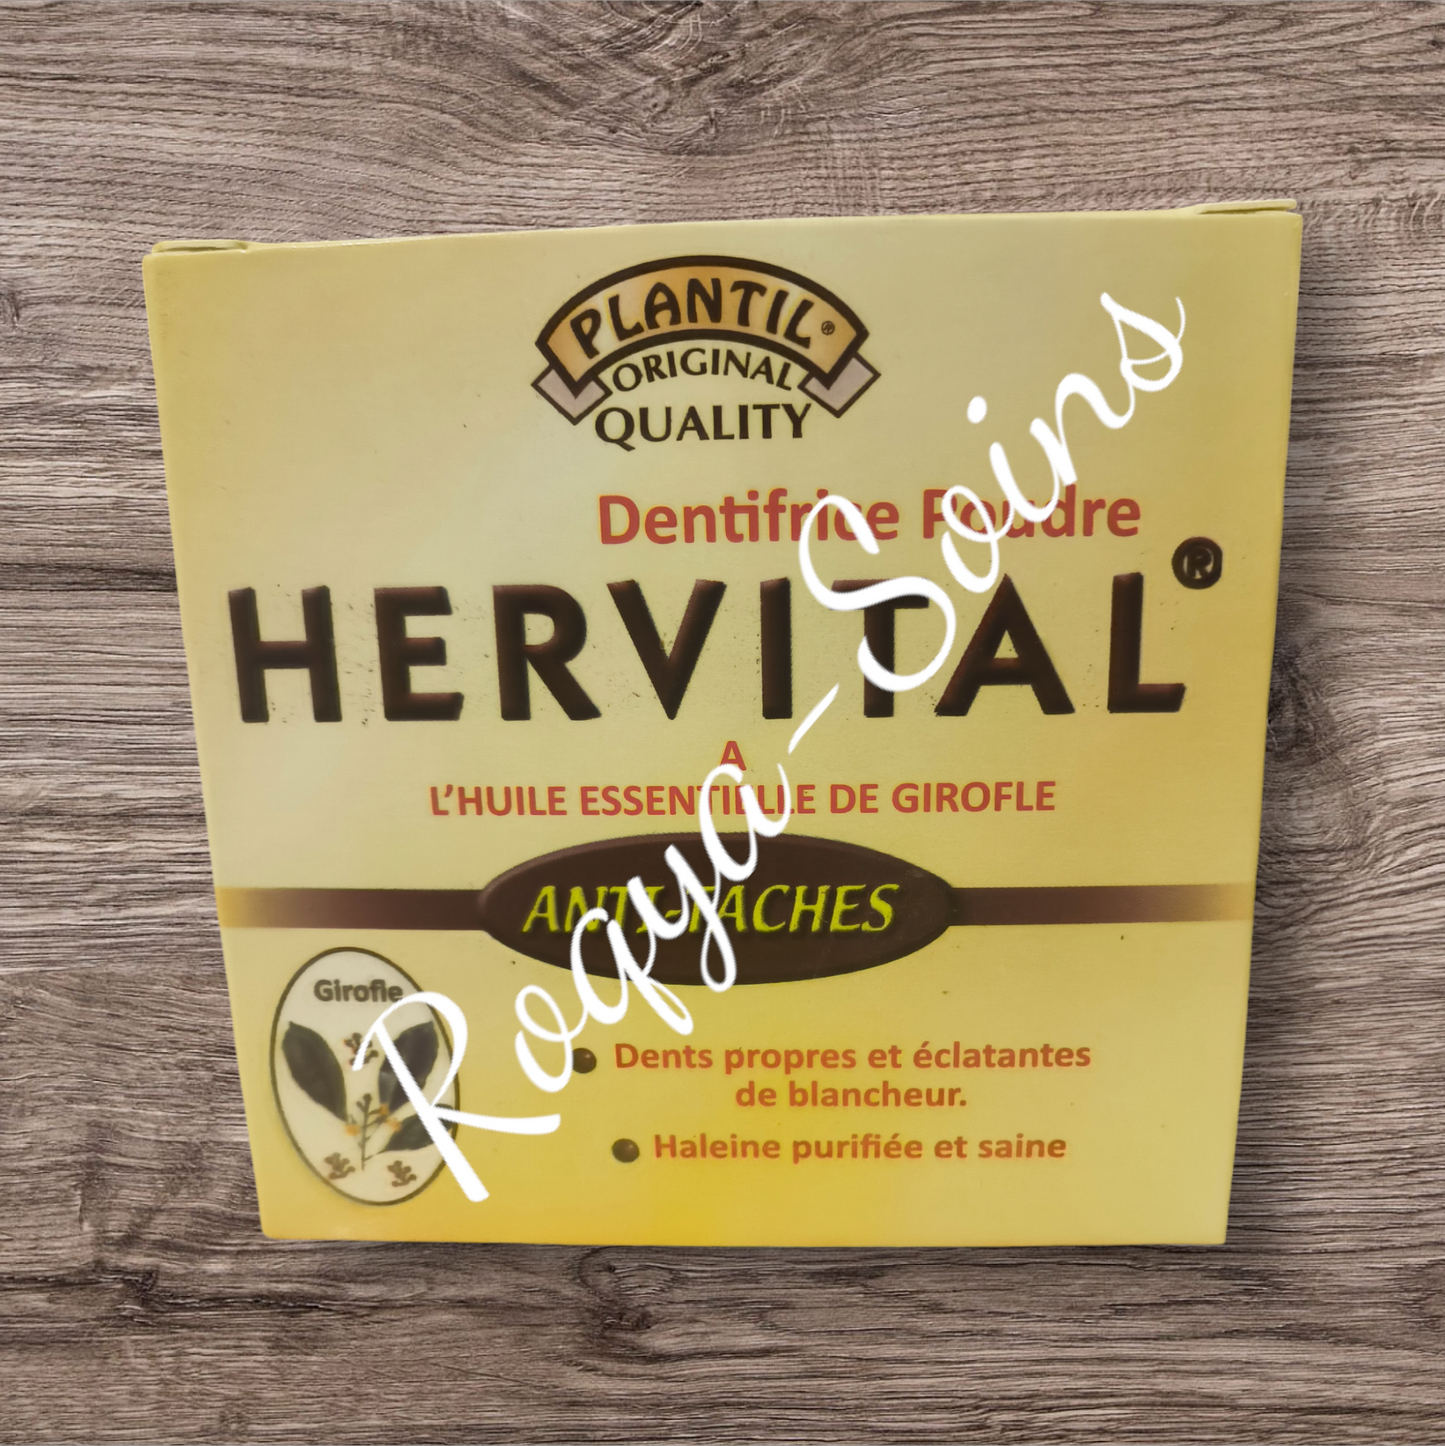 PLANTIL®
ORIGINAL
QUALITY
Dentifrice Poudre
HERVITAL®
A
L'HUILE ESSENTIELLE DE GIROFLE
ANTI-TACHES
Girofle
Dents propres et éclatantes
de blancheur.
Haleine purifiée et saine
Roqya-Soins